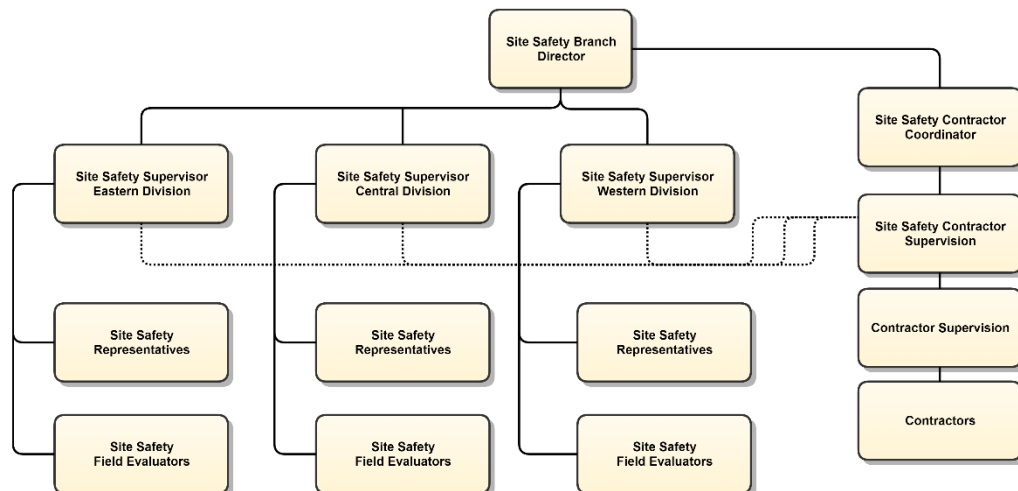 Site Safety Branch
Director
Site Safety Contractor
Coordinator
Site Safety Supervisor
Eastern Division
Site Safety Supervisor
Central Division
Site Safety Supervisor
Western Division
Site Safety Contractor
Supervision
Site Safety
Representatives
Site Safety
Representatives
Site Safety
Representatives
Contractor Supervision
Site Safety
Field Evaluators
Site Safety
Field Evaluators
Site Safety
Field Evaluators
Contractors